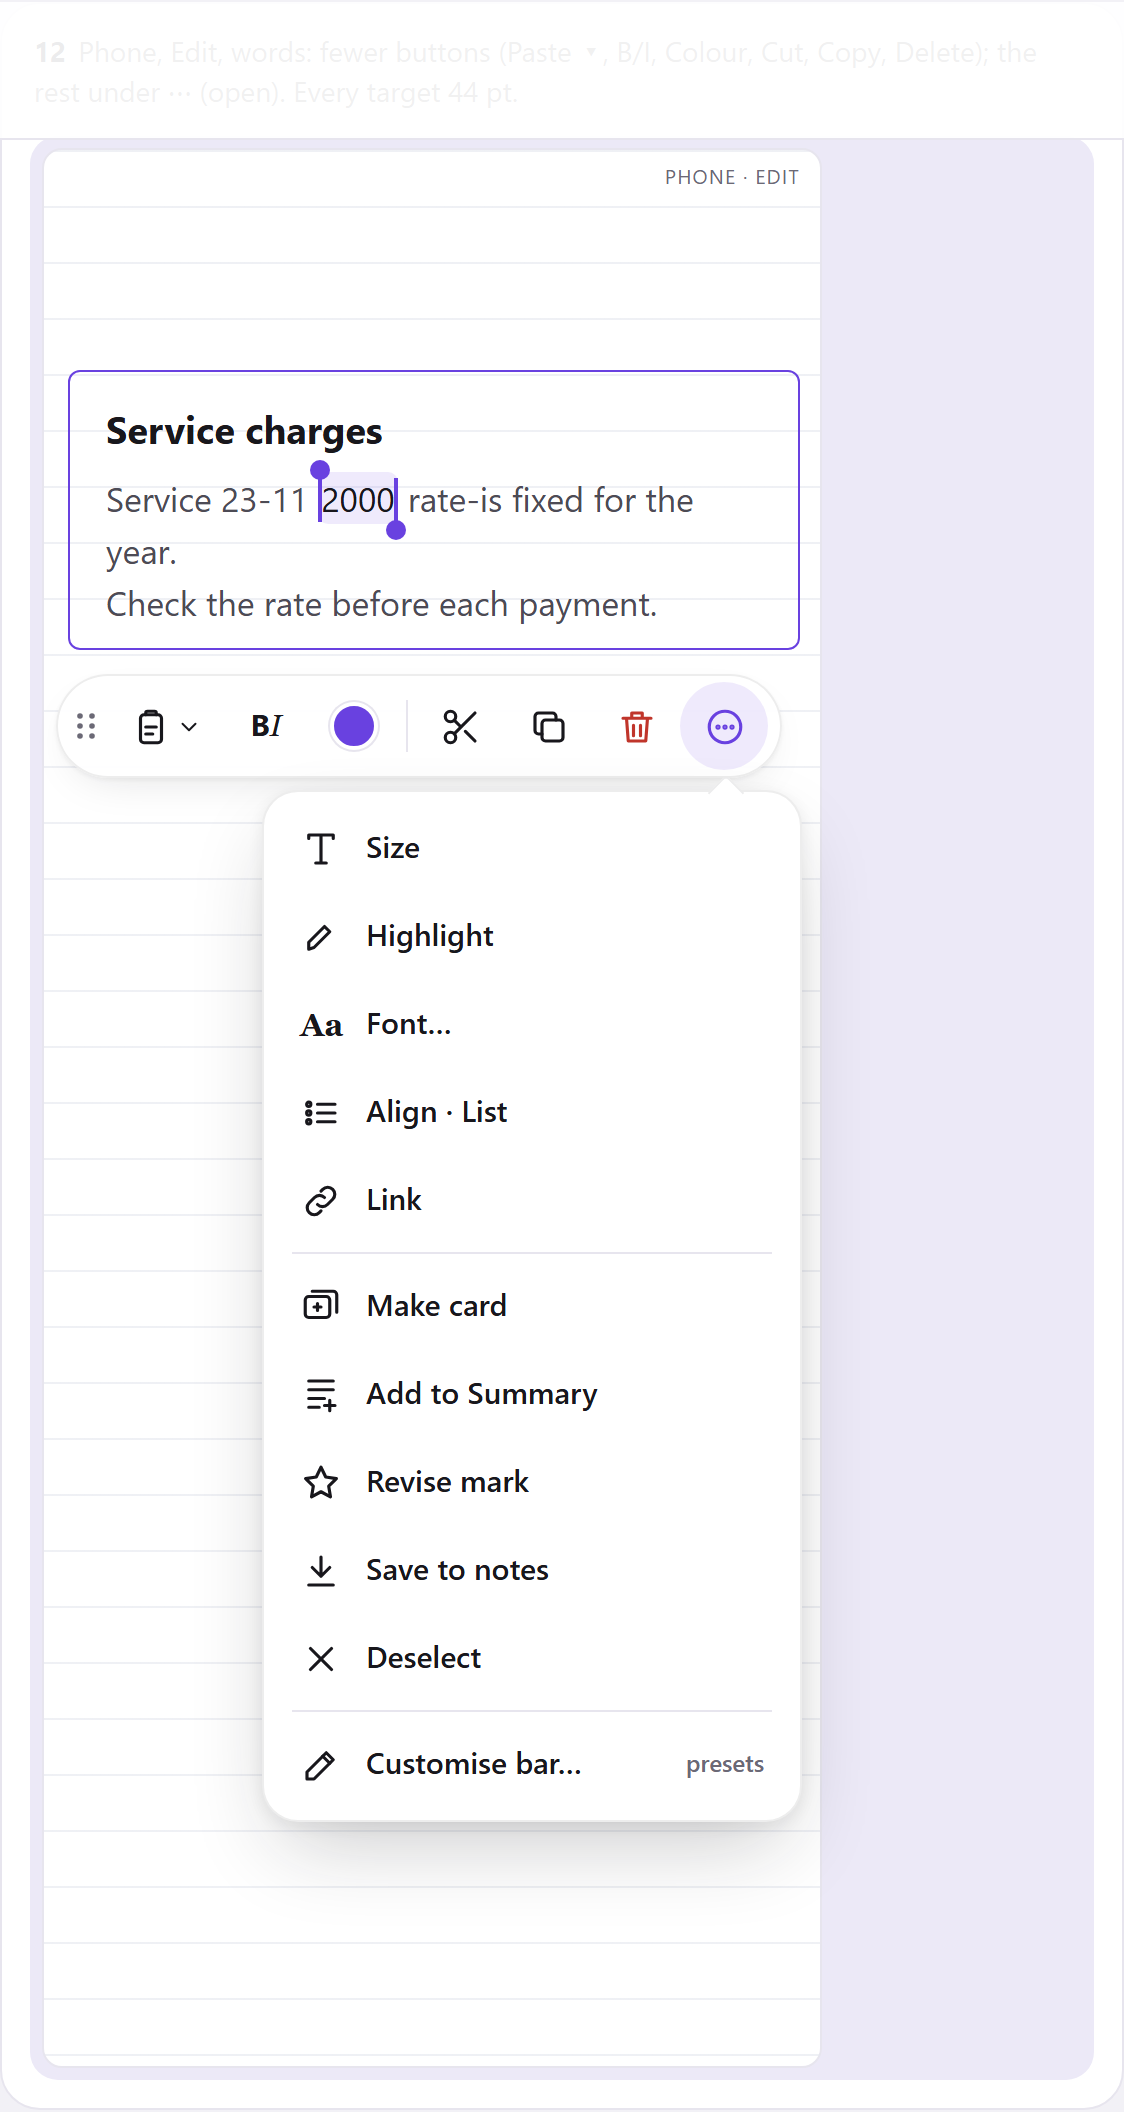 12 Phone, Edit, words: fewer buttons (Paste ▾, B/I, Colour, Cut, Copy, Delete); the
rest under ··· (open). Every target 44 pt.
PHONE · EDIT
Service charges
Service 23-11 2000 rate-is fixed for the
year.
Check the rate before each payment.
BI
Size
Highlight
Aa Font...
Align · List
Link
Make card
Add to Summary
Revise mark
Save to notes
Deselect
Customise bar... presets